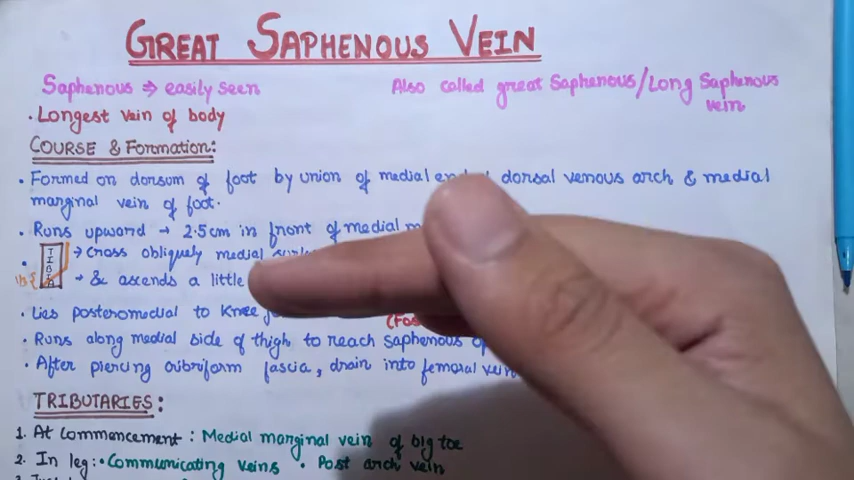 GREAT SAPHENOUS VEIN
Saphenous ⇒ easily seen
Also called great Saphenous/Long Saphenous vein
• Longest vein of body
COURSE & Formation:
• Formed on dorsum of foot by union of medial end dorsal venous arch & medial
marginal vein of foot.
• Runs upward → 2.5cm in front of medial
TIBIA
→ Cross obliquely medial
→ & ascends a little
• Lies posteromedial to Knee
• Runs along medial side of thigh to reach saphenous
• After piercing cribriform fascia, drain into femoral vein
TRIBUTARIES:
1. At Commencement : Medial marginal vein of big toe
2. In leg: • Communicating veins • Post arch vein